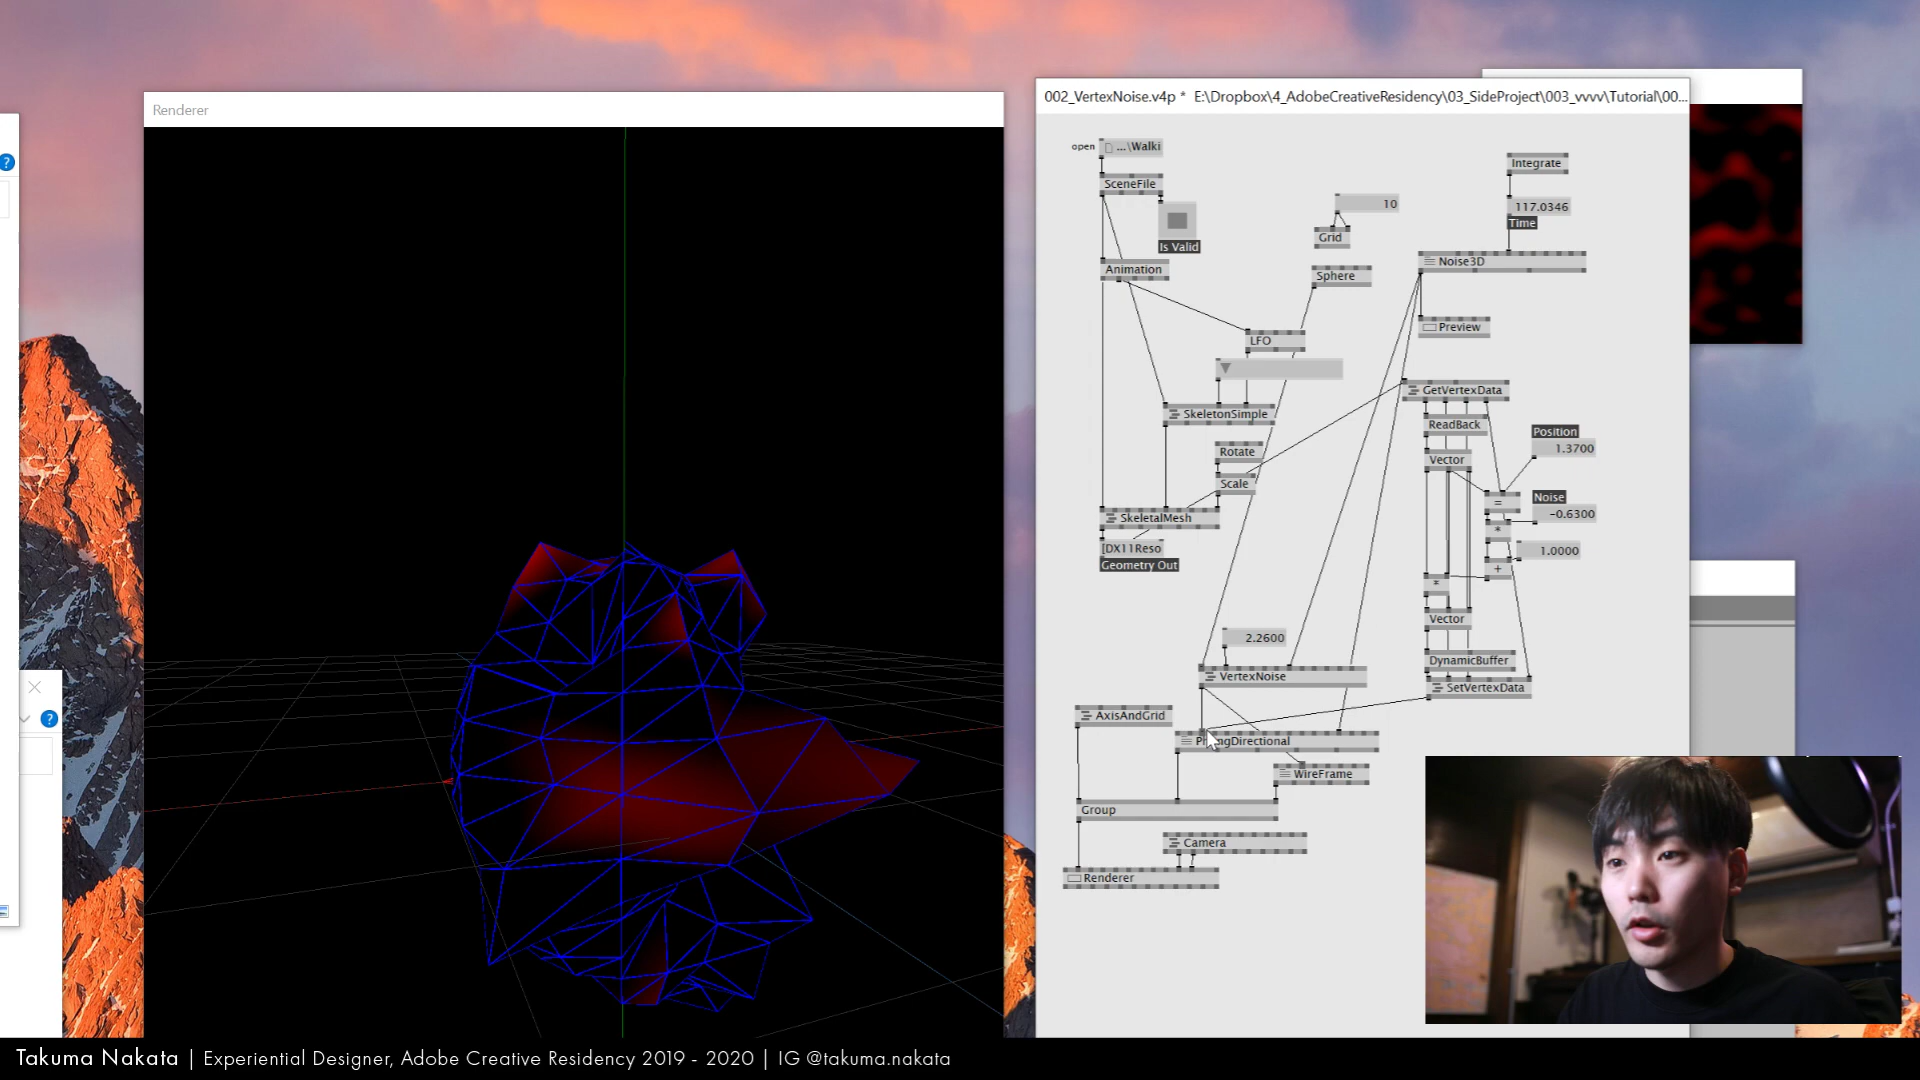 Renderer
002_VertexNoise.v4p * E:\Dropbox\4_AdobeCreativeResidency\03_SideProject\003_vvvv\Tutorial\00...
open
...\Walki
SceneFile
Is Valid
Animation
10
Grid
Sphere
Integrate
117.0346
Time
Noise3D
Preview
LFO
SkeletonSimple
Rotate
Scale
SkeletalMesh
[DX11Reso
Geometry Out
GetVertexData
ReadBack
Vector
Position
1.3700
=
Noise
-0.6300
*
1.0000
+
*
Vector
DynamicBuffer
SetVertexData
2.2600
VertexNoise
AxisAndGrid
WireFrame
Group
Camera
Renderer
?
?
Takuma Nakata | Experiential Designer, Adobe Creative Residency 2019 - 2020 | IG @takuma.nakata